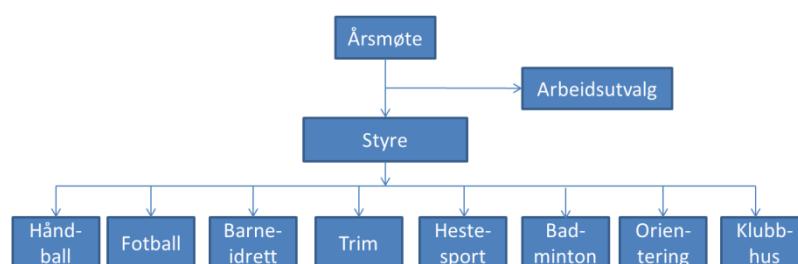 Årsmøte
Arbeidsutvalg
Styre
Hånd-
ball
Fotball
Barne-
idrett
Trim
Heste-
sport
Bad-
minton
Orien-
tering
Klubb-
hus